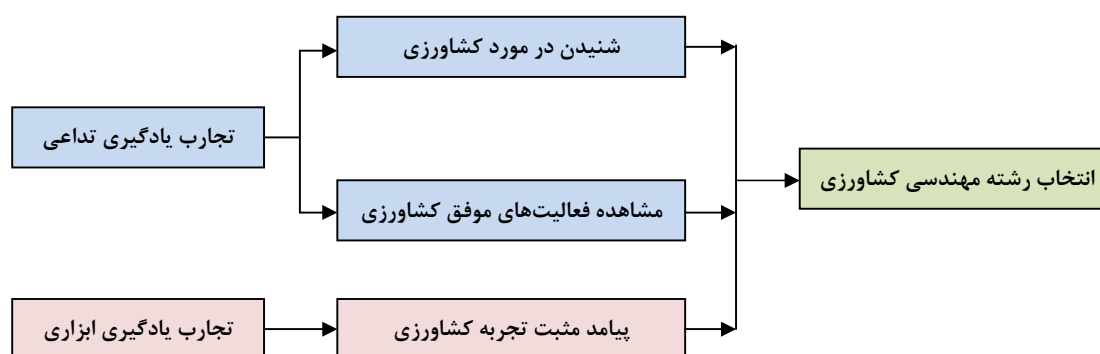 شنیدن در مورد کشاورزی
تجارب یادگیری تداعی
انتخاب رشته مهندسی کشاورزی
مشاهده فعالیت‌های موفق کشاورزی
تجارب یادگیری ابزاری
پیامد مثبت تجربه کشاورزی